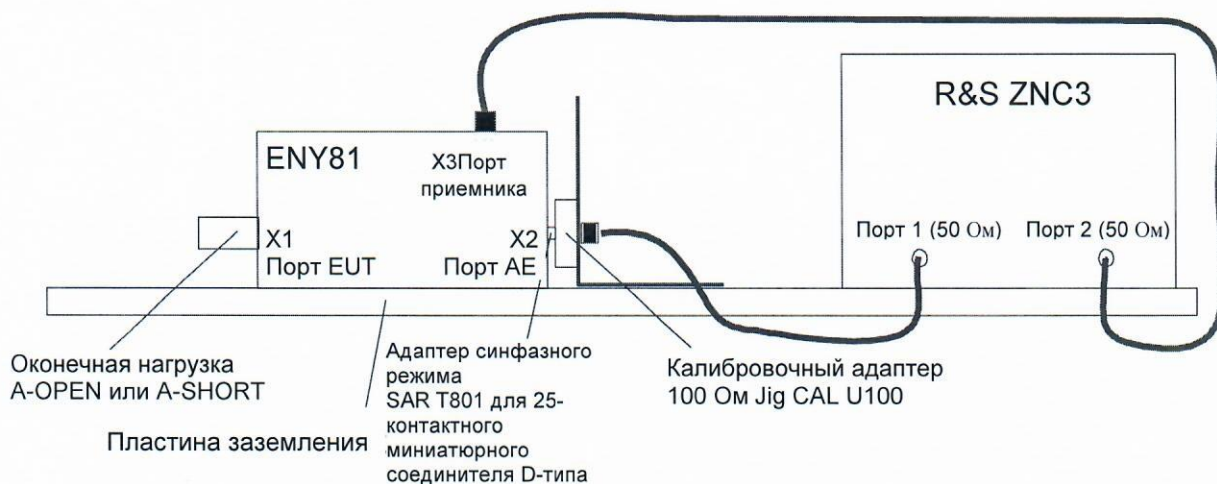 R&S ZNC3
ENY81
X3Порт
приемника
X1
Порт EUT
X2
Порт AE
Порт 1 (50 Ом)
Порт 2 (50 Ом)
Оконечная нагрузка
A-OPEN или A-SHORT
Пластина заземления
Адаптер синфазного
режима
SAR T801 для 25-
контактного
миниатюрного
соединителя D-типа
Калибровочный адаптер
100 Ом Jig CAL U100